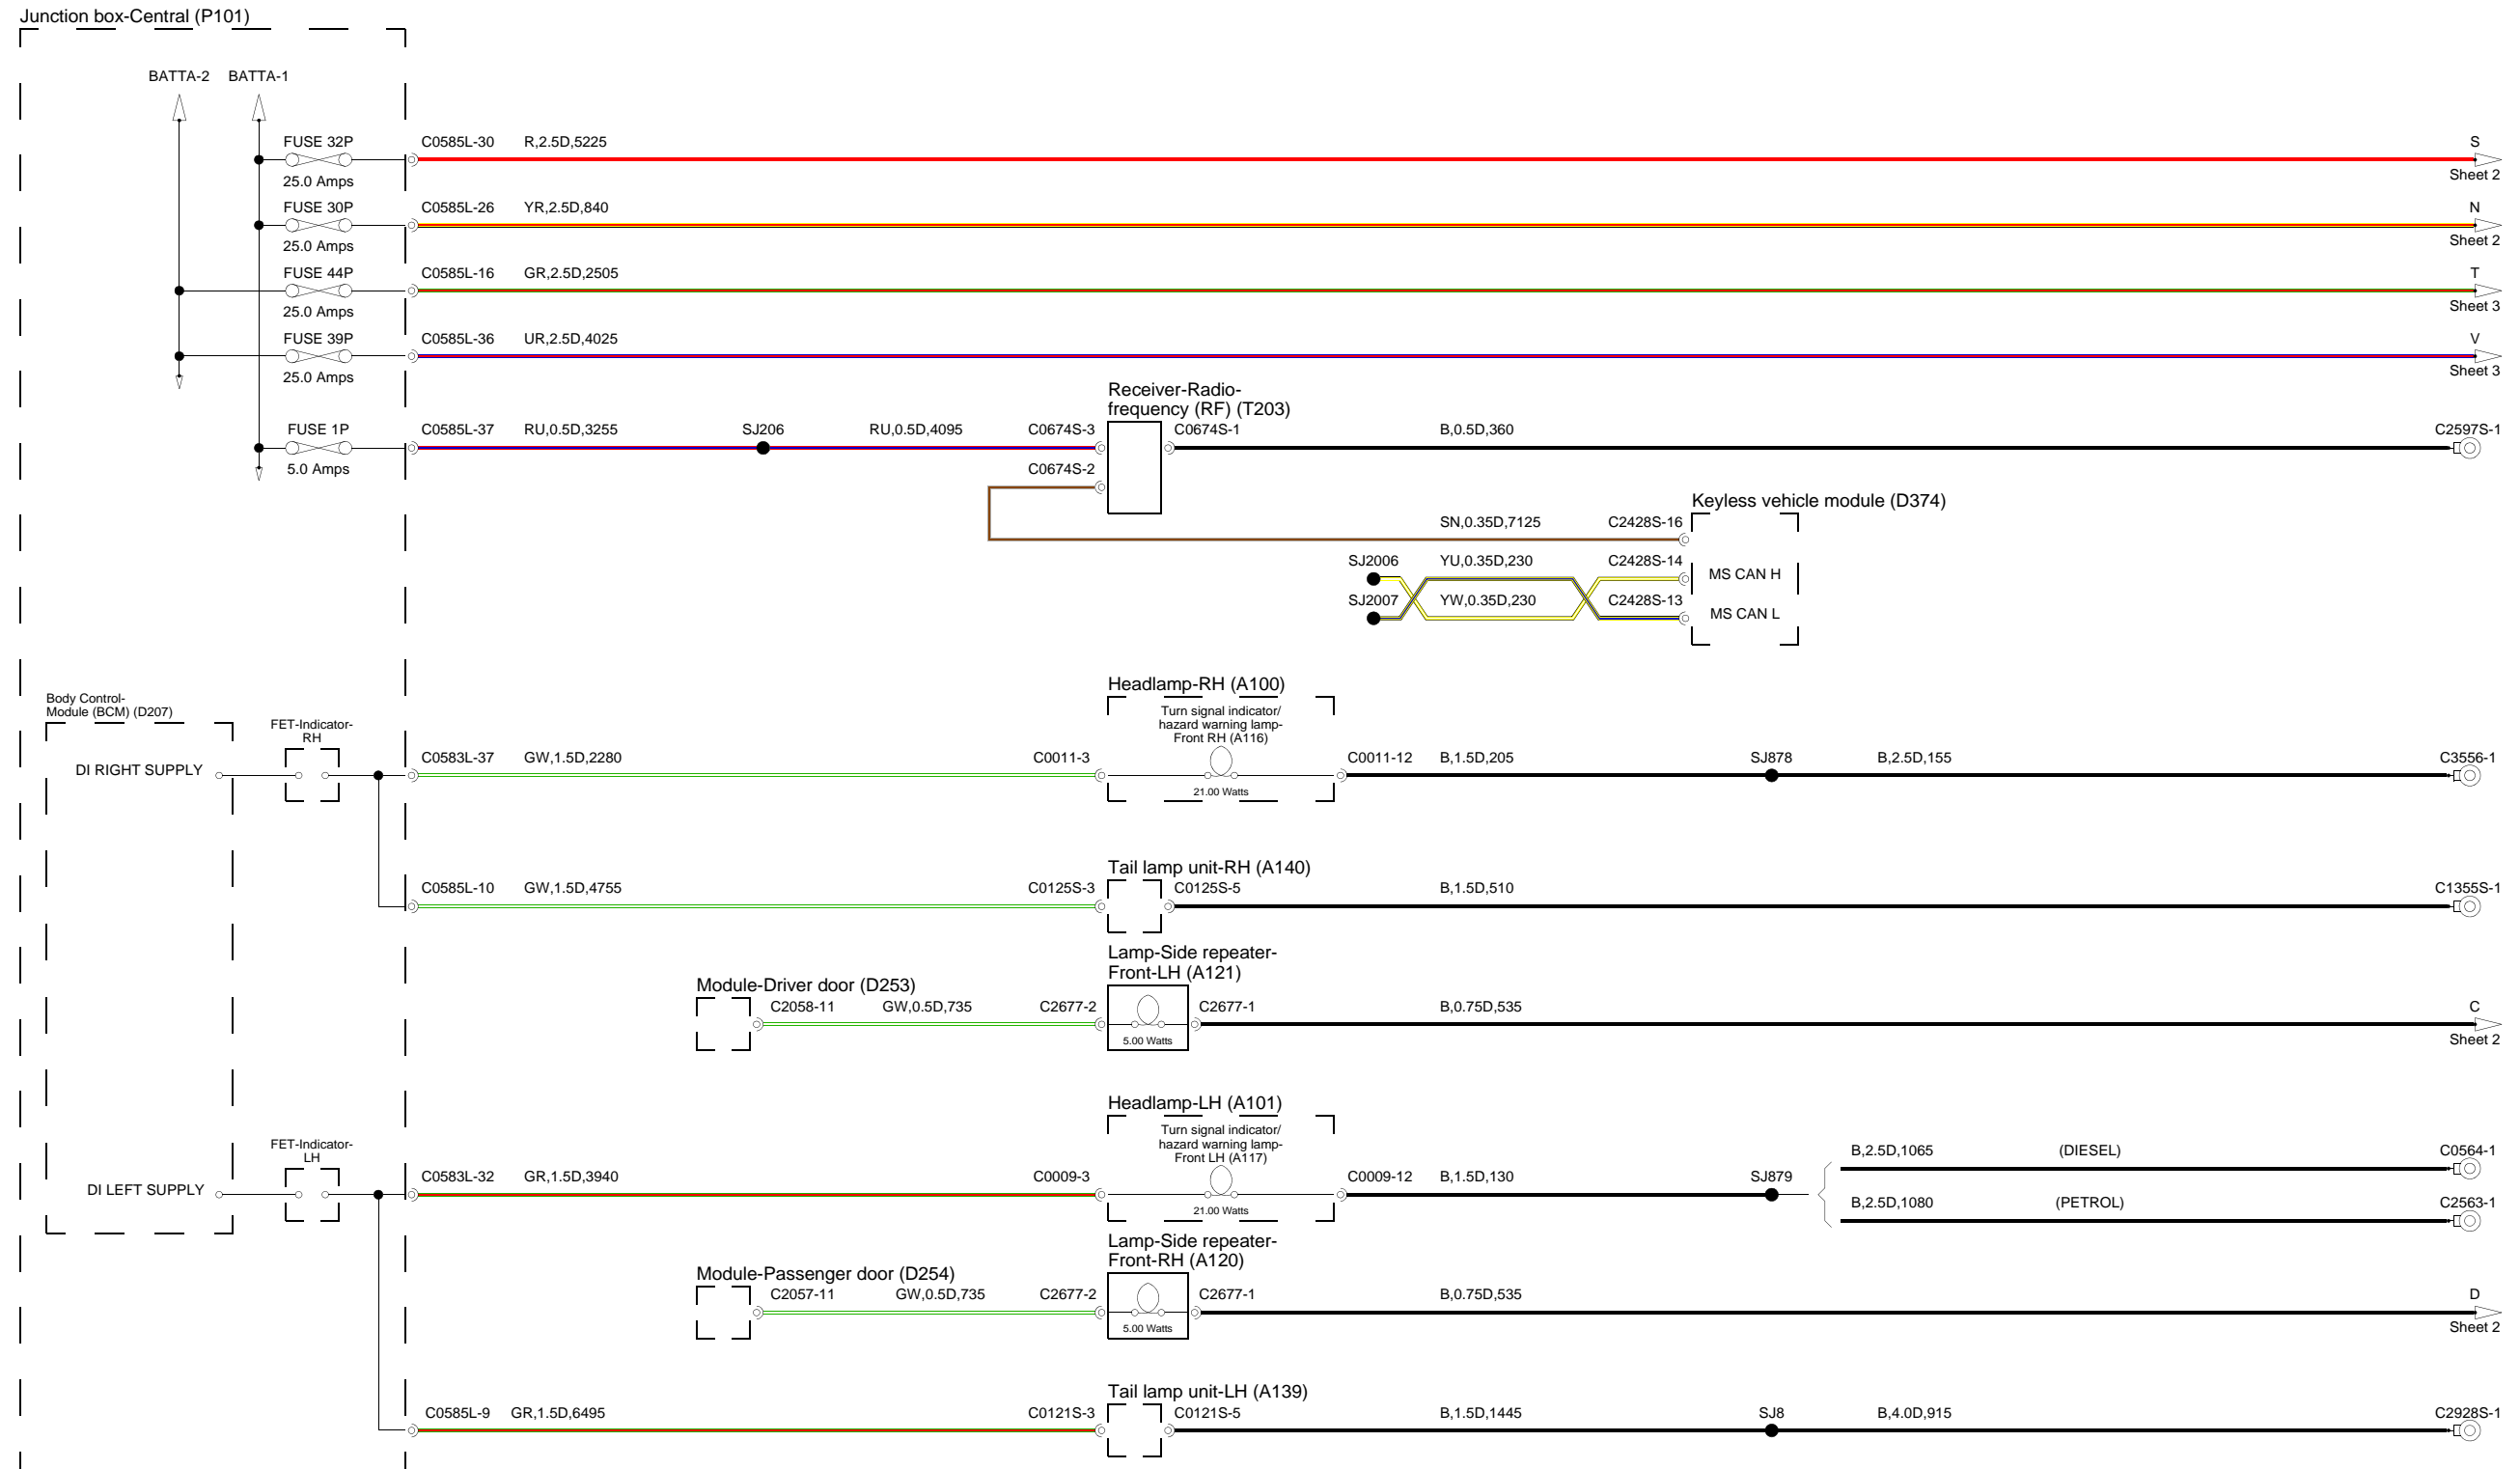 Junction box-Central (P101)
BATTA-2 BATTA-1
FUSE 32P C0585L-30 R,2.5D,5225 S
25.0 Amps Sheet 2
FUSE 30P C0585L-26 YR,2.5D,840 N
25.0 Amps Sheet 2
FUSE 44P C0585L-16 GR,2.5D,2505 T
25.0 Amps Sheet 3
FUSE 39P C0585L-36 UR,2.5D,4025 V
25.0 Amps Sheet 3
Receiver-Radio-
frequency (RF) (T203)
FUSE 1P C0585L-37 RU,0.5D,3255 SJ206 RU,0.5D,4095 C0674S-3 C0674S-1 B,0.5D,360 C2597S-1
5.0 Amps C0674S-2
Keyless vehicle module (D374)
SN,0.35D,7125 C2428S-16
SJ2006 YU,0.35D,230 C2428S-14 MS CAN H
SJ2007 YW,0.35D,230 C2428S-13 MS CAN L
Headlamp-RH (A100)
Body Control-
Module (BCM) (D207)
Turn signal indicator/
hazard warning lamp-
Front RH (A116)
FET-Indicator-
RH
DI RIGHT SUPPLY C0583L-37 GW,1.5D,2280 C0011-3 C0011-12 B,1.5D,205 SJ878 B,2.5D,155 C3556-1
21.00 Watts
Tail lamp unit-RH (A140)
C0585L-10 GW,1.5D,4755 C0125S-3 C0125S-5 B,1.5D,510 C1355S-1
Lamp-Side repeater-
Front-LH (A121)
Module-Driver door (D253)
C2058-11 GW,0.5D,735 C2677-2 C2677-1 B,0.75D,535 C
5.00 Watts Sheet 2
Headlamp-LH (A101)
Turn signal indicator/
hazard warning lamp-
Front LH (A117)
FET-Indicator-
LH
B,2.5D,1065 (DIESEL) C0564-1
DI LEFT SUPPLY C0583L-32 GR,1.5D,3940 C0009-3 C0009-12 B,1.5D,130 SJ879
21.00 Watts
B,2.5D,1080 (PETROL) C2563-1
Lamp-Side repeater-
Front-RH (A120)
Module-Passenger door (D254)
C2057-11 GW,0.5D,735 C2677-2 C2677-1 B,0.75D,535 D
5.00 Watts Sheet 2
Tail lamp unit-LH (A139)
C0585L-9 GR,1.5D,6495 C0121S-3 C0121S-5 B,1.5D,1445 SJ8 B,4.0D,915 C2928S-1